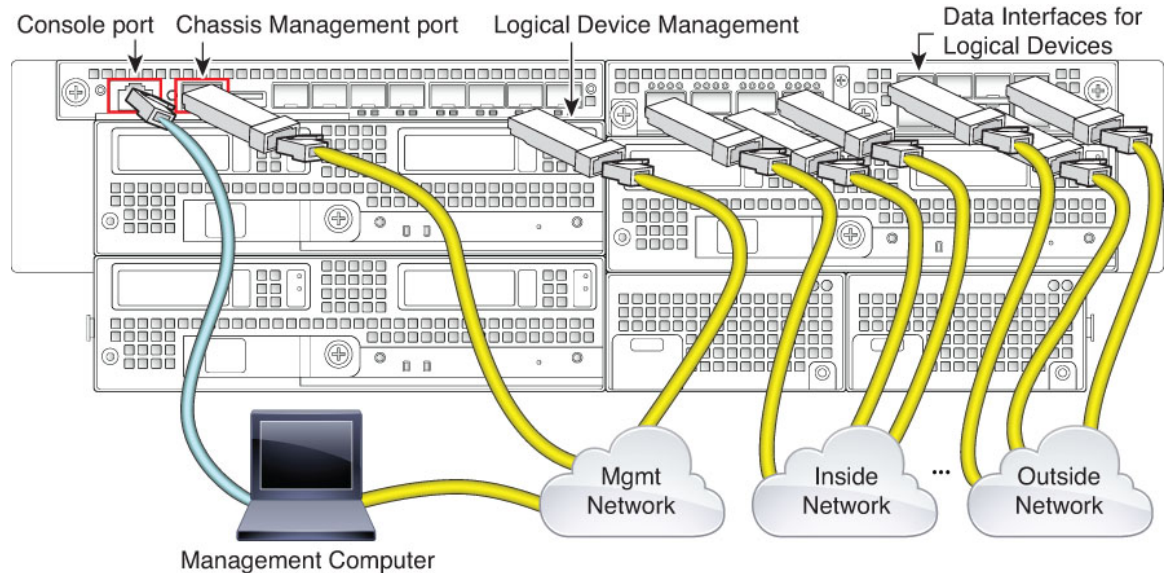 Console port
Chassis Management port
Logical Device Management
Data Interfaces for
Logical Devices
Mgmt
Network
Inside
Network
...
Outside
Network
Management Computer